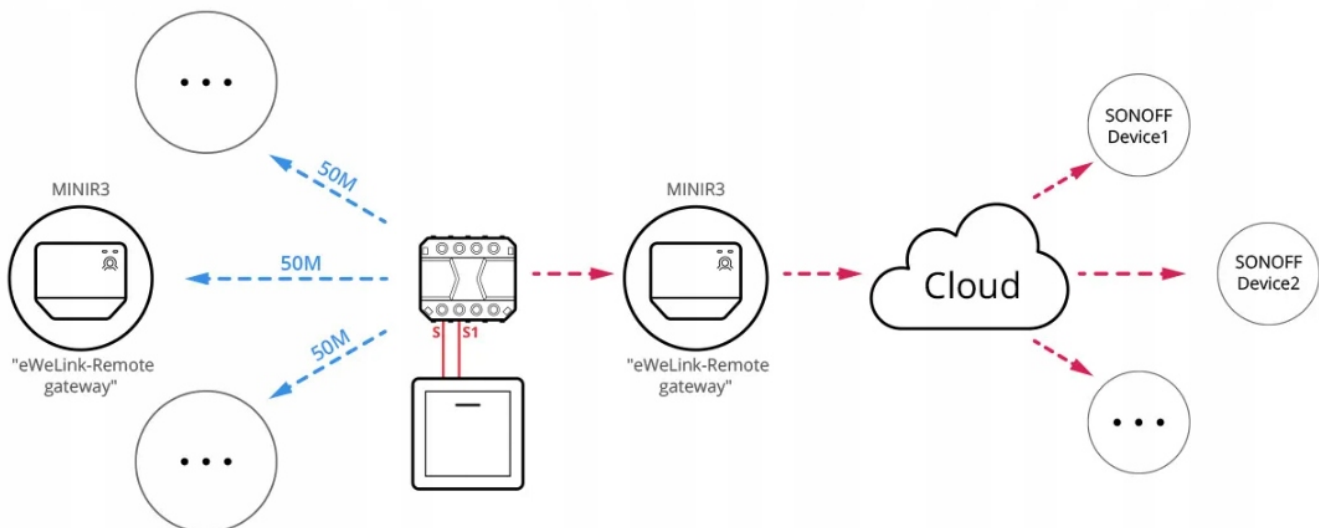 50M
MINIR3
50M
"eWeLink-Remote
gateway"
50M
S S1
MINIR3
"eWeLink-Remote
gateway"
Cloud
SONOFF
Device1
SONOFF
Device2